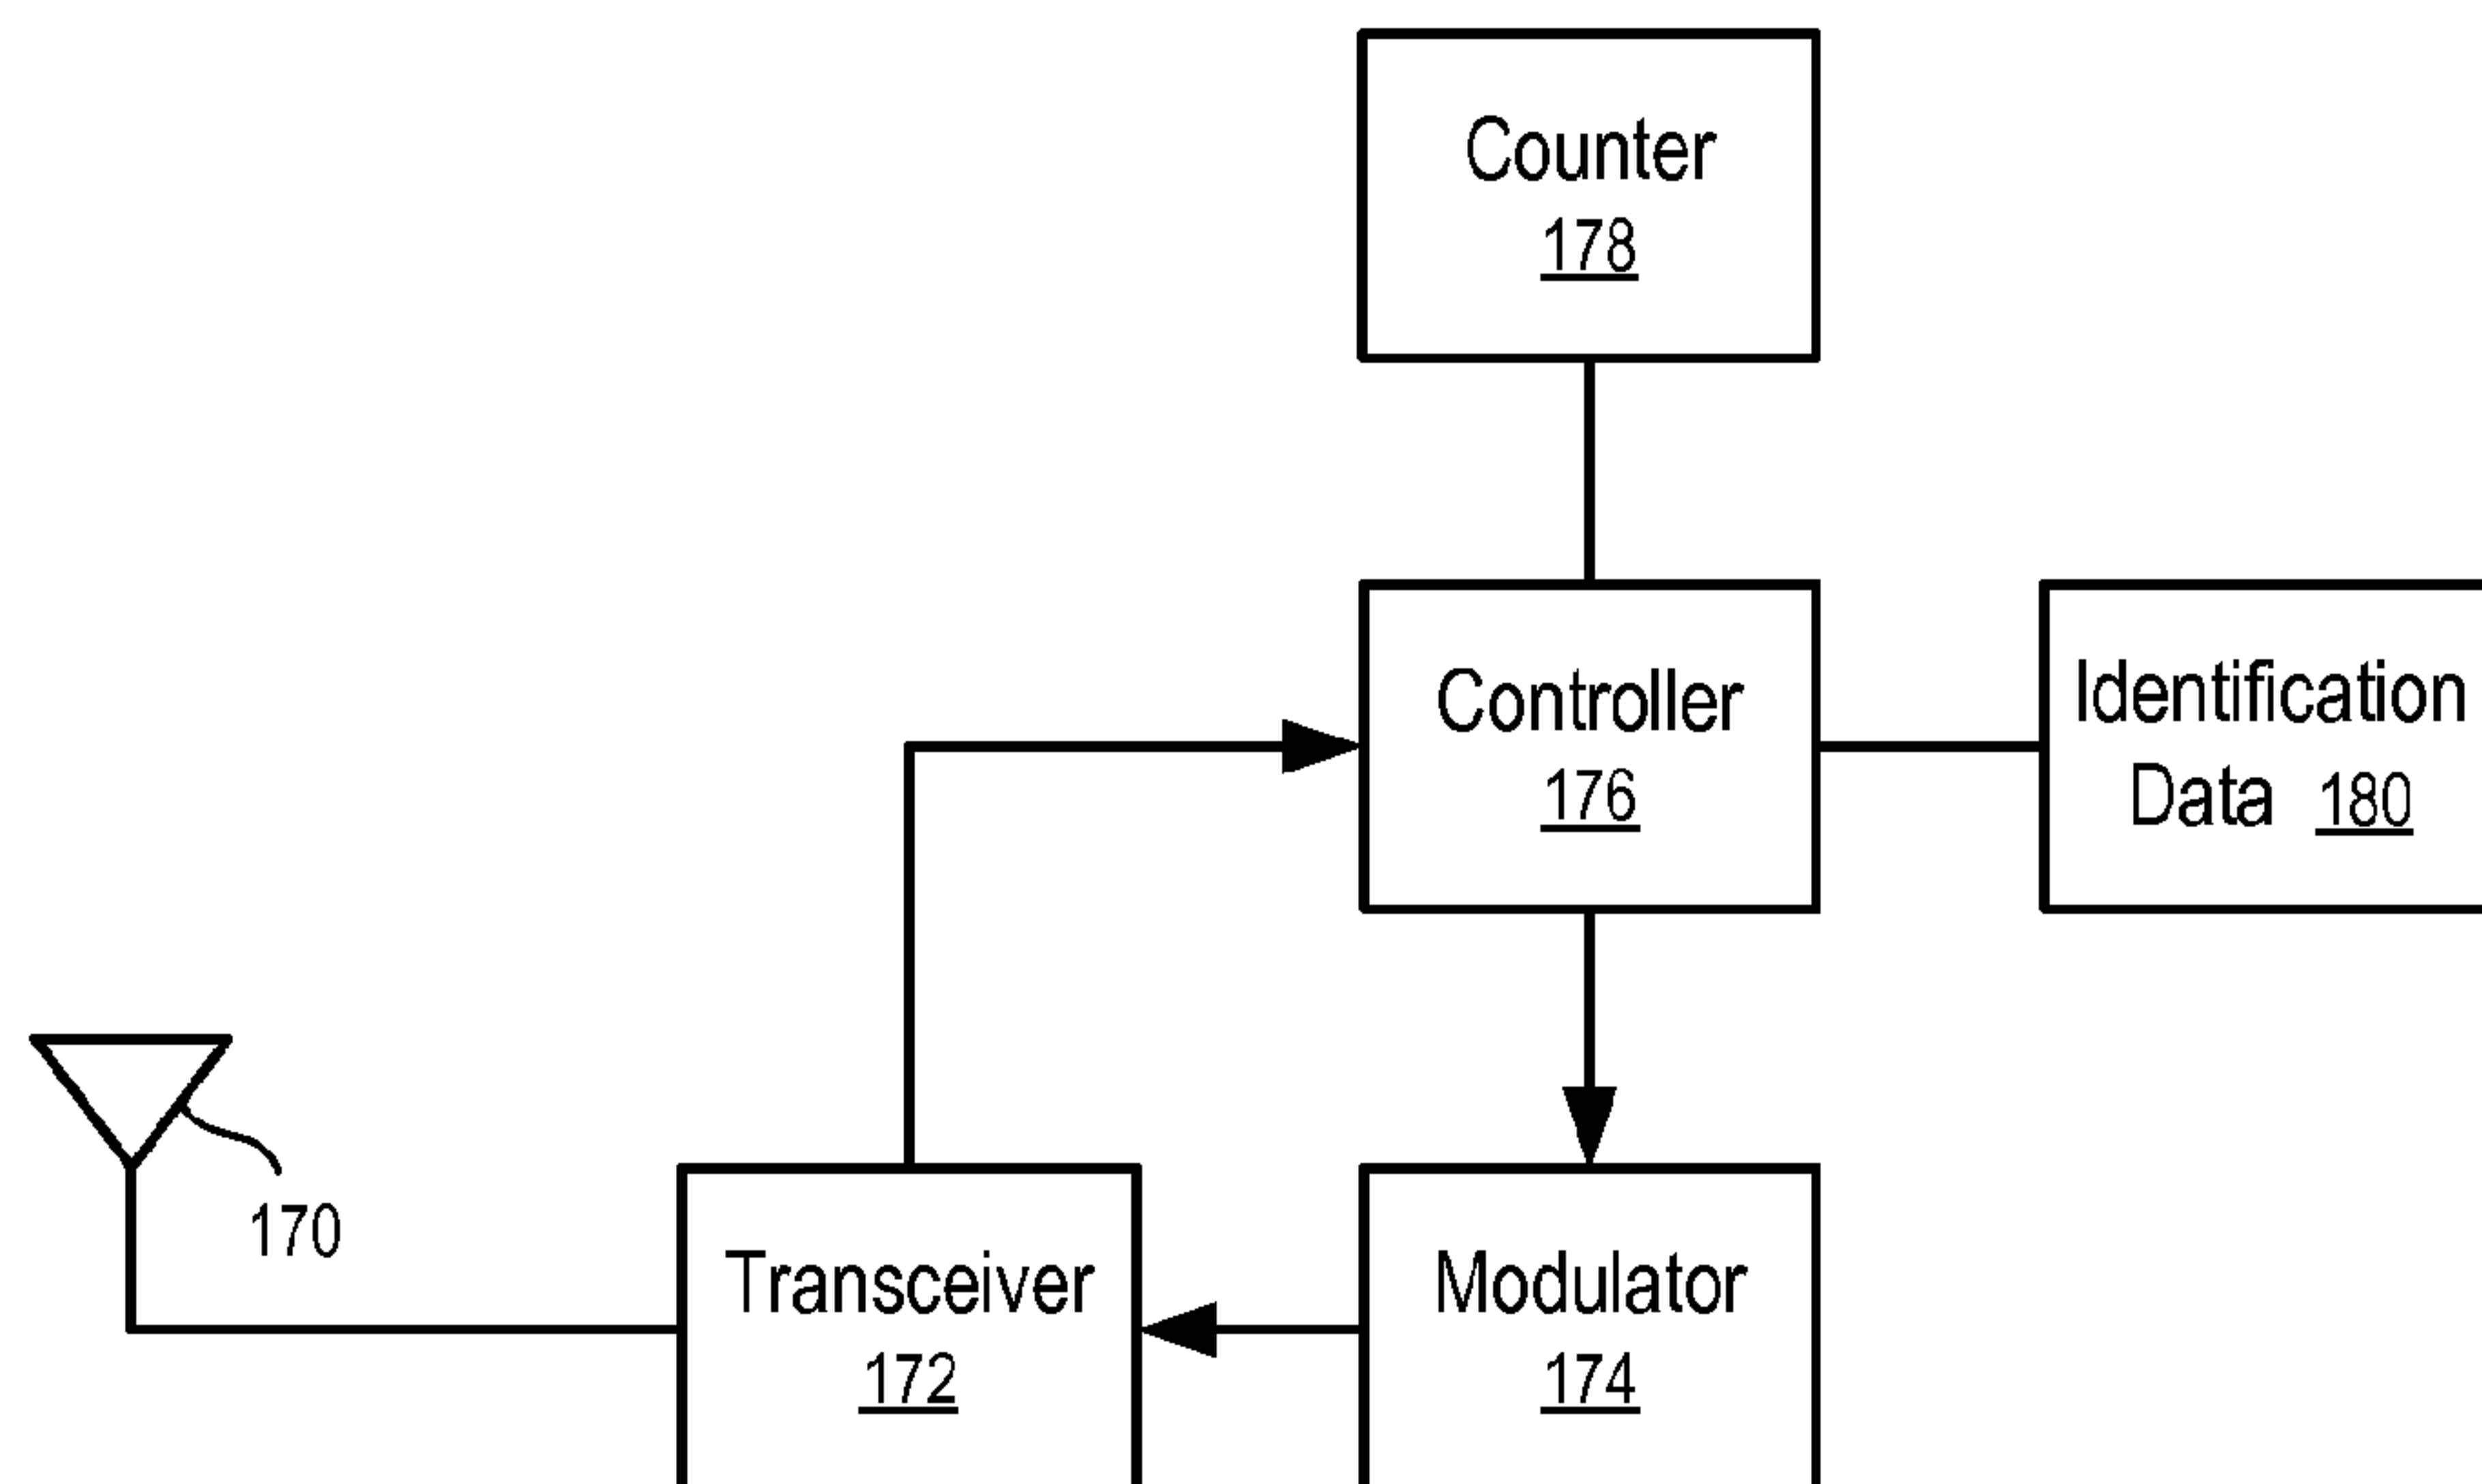 Counter
178
Controller
176
Identification
Data 180
170
Transceiver
172
Modulator
174